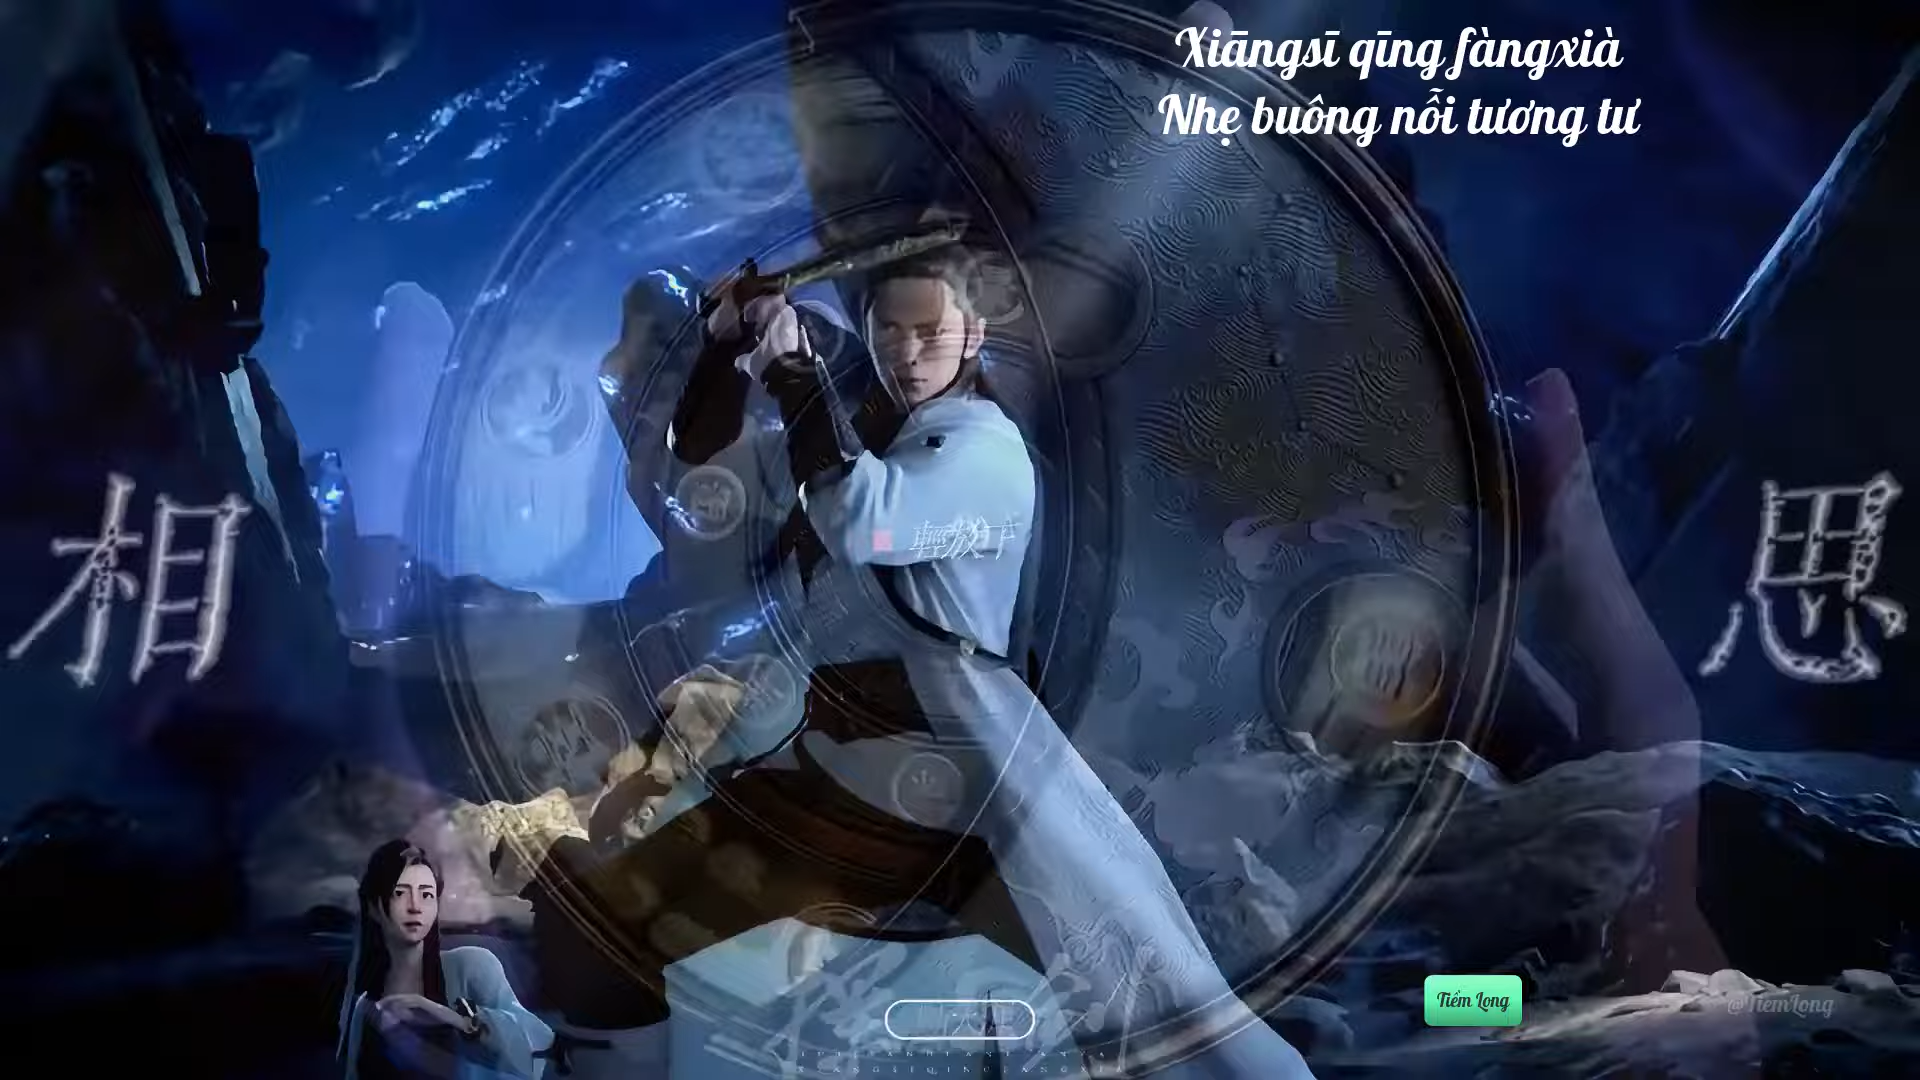 Xiāngsī qīng fàngxià
Nhẹ buông nỗi tương tư
相
思
輕放下
Tiềm Long
@TiemLong